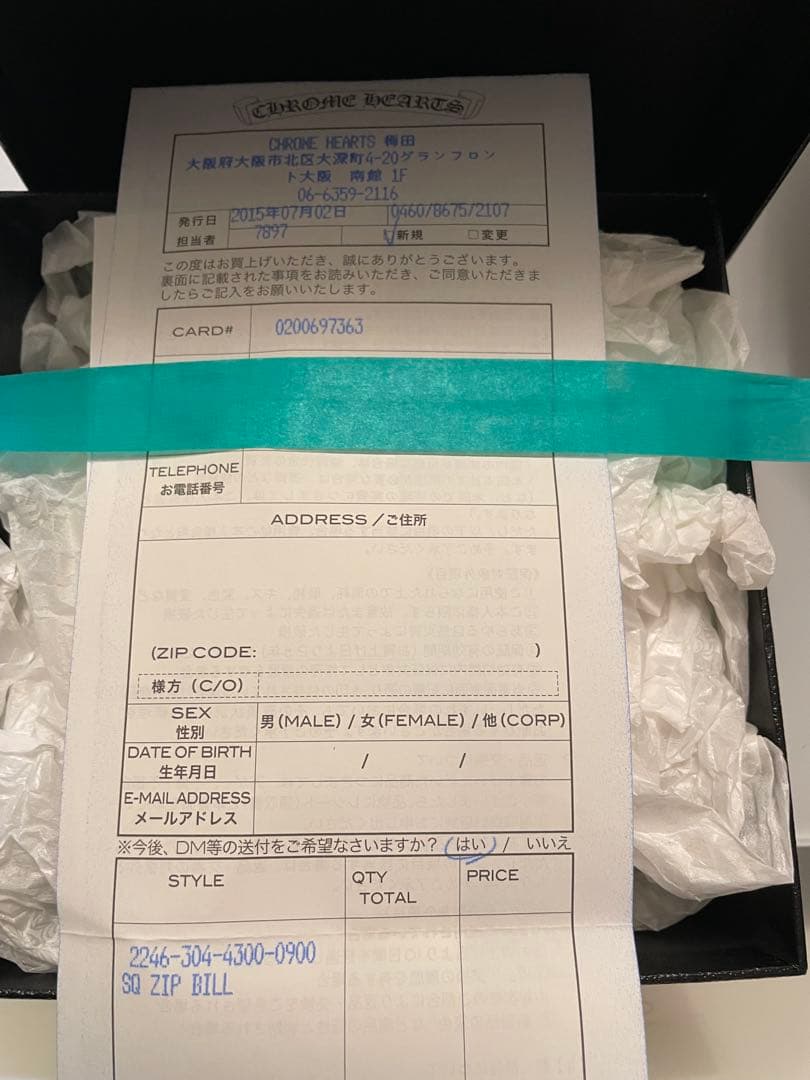 CHROME HEARTS
CHROME HEARTS 梅田
大阪府大阪市北区大深町4-20グランフロン
ト大阪 南館 1F
06-6359-2116
発行日 2015年07月02日 0460/8675/2107
担当者 7897 新規 □変更
この度はお買上げいただき、誠にありがとうございます。
裏面に記載された事項をお読みいただき、ご同意いただきま
したらご記入をお願いいたします。
CARD# 0200697363
TELEPHONE
お電話番号
ADDRESS/ご住所
(ZIP CODE: )
様方 (C/O)
SEX
性別
男(MALE) / 女(FEMALE) / 他(CORP)
DATE OF BIRTH
生年月日
/ /
E-MAIL ADDRESS
メールアドレス
※今後、DM等の送付をご希望なさいますか? はい / いいえ
STYLE QTY PRICE
TOTAL
2246-304-4300-0900
SQ ZIP BILL